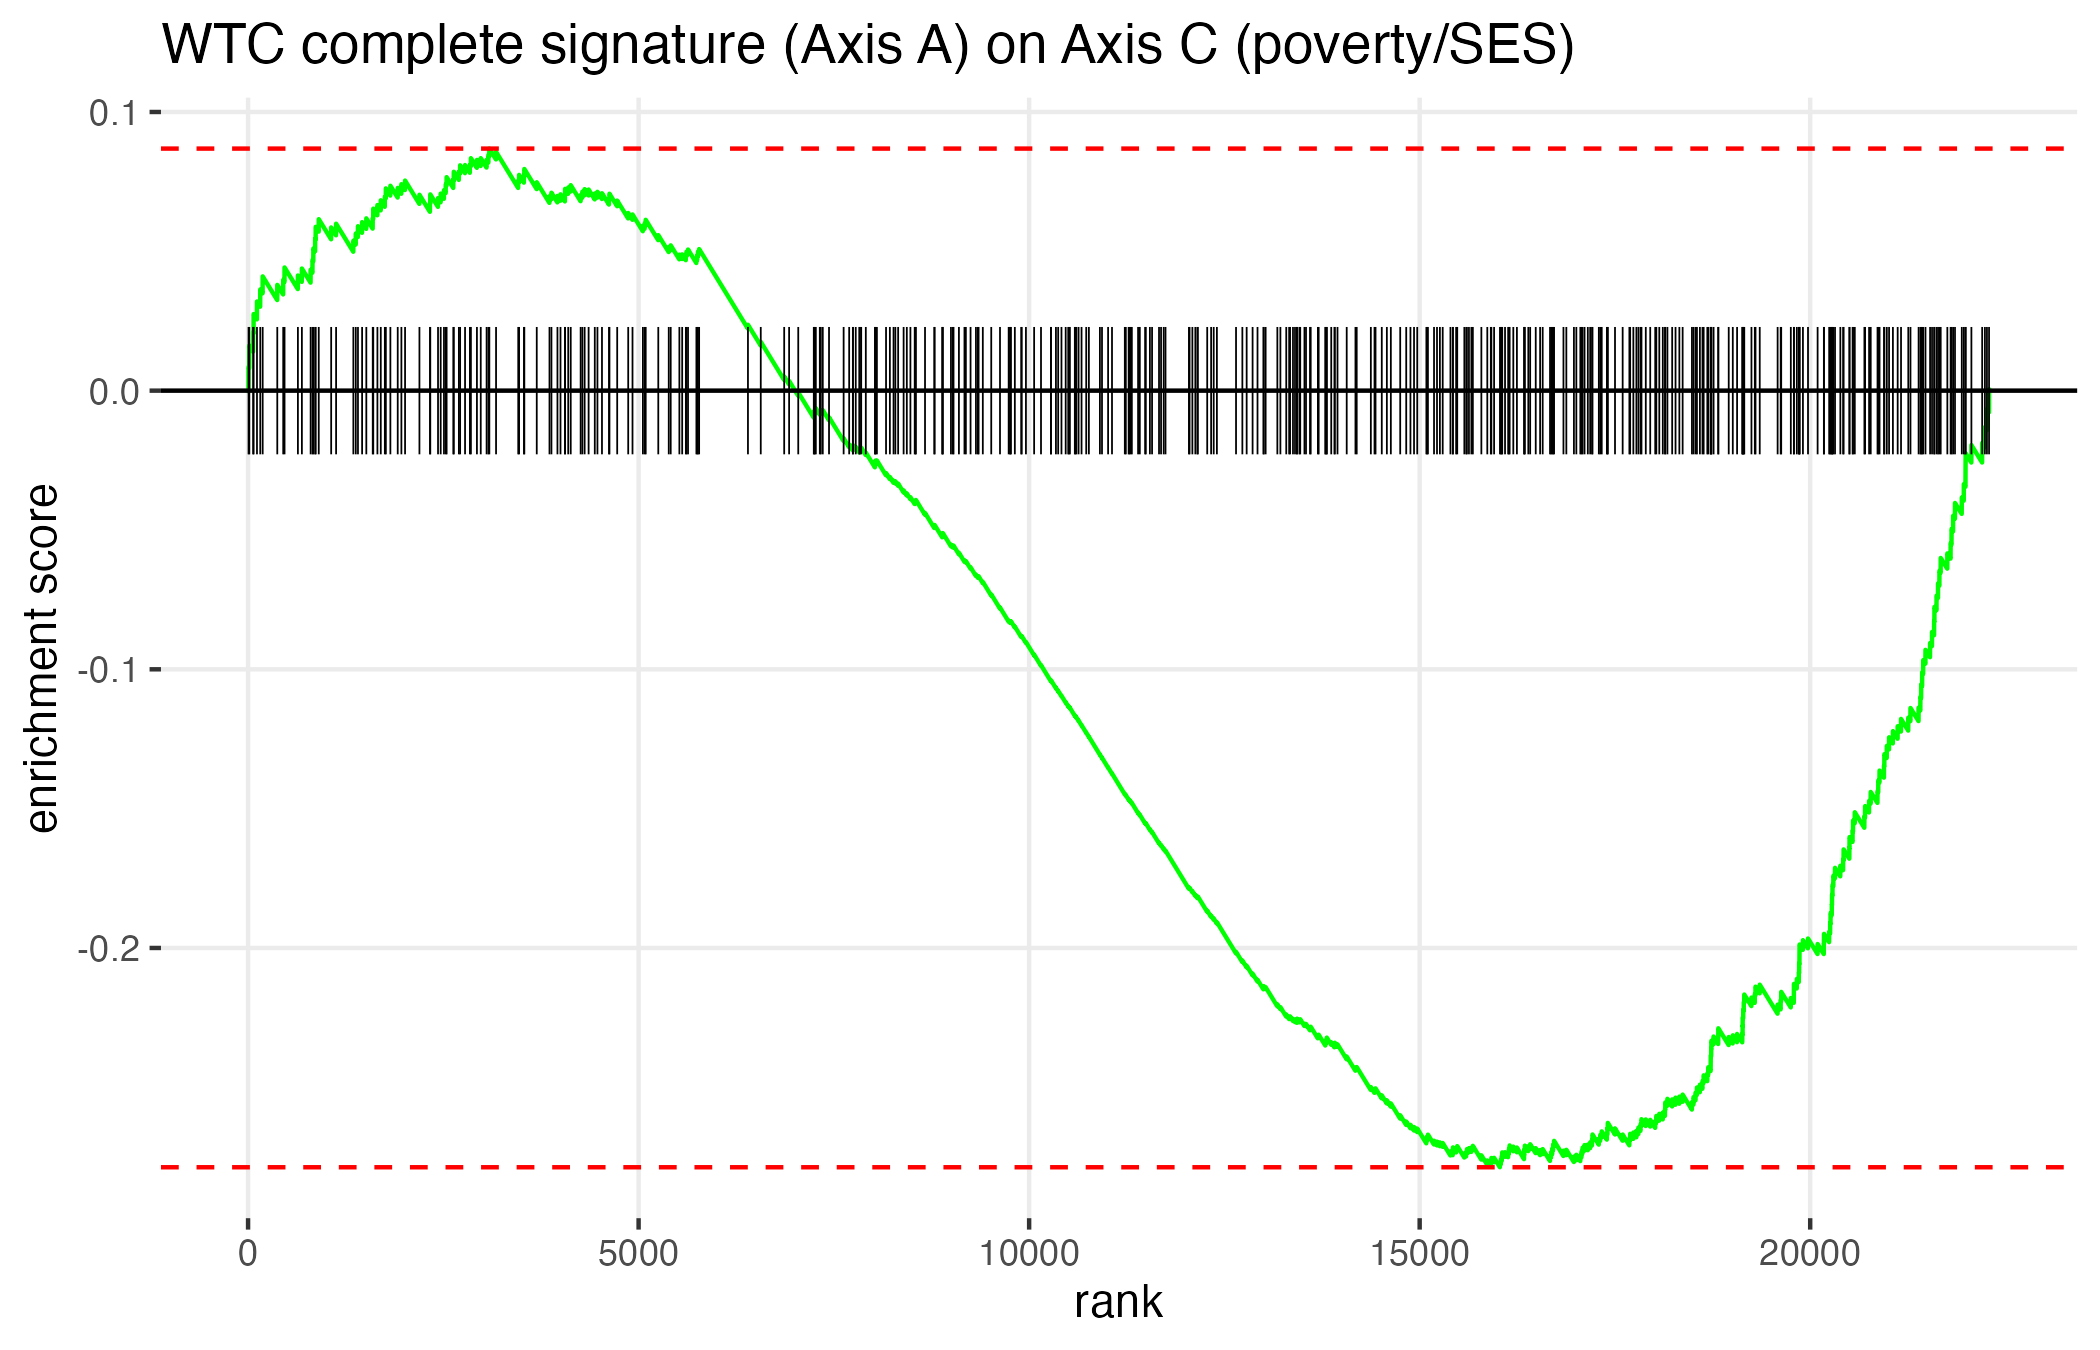 WTC complete signature (Axis A) on Axis C (poverty/SES)
0.1
0.0
-0.1
-0.2
enrichment score
0 5000 10000 15000 20000
rank